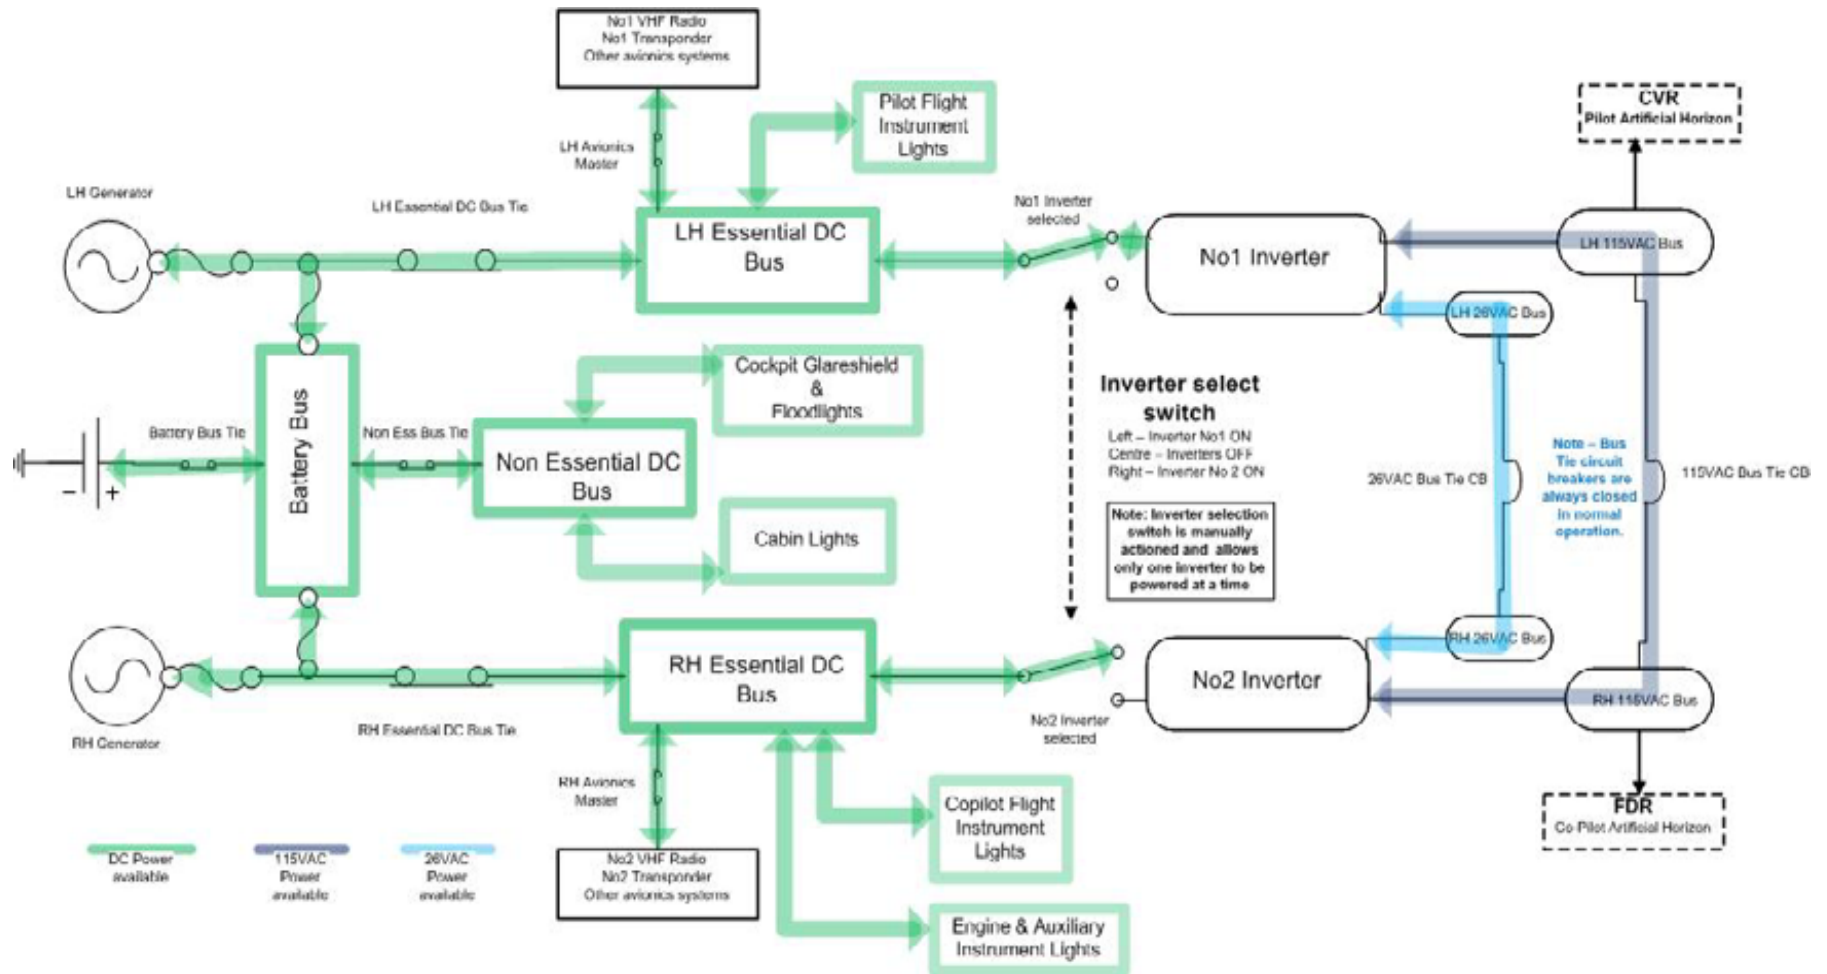 No1 VHF Radio
No1 Transponder
Other avionics systems
Pilot Flight
Instrument
Lights
CVR
Pilot Artificial Horizon
LH Avionics
Master
LH Generator
LH Essential DC Bus Tie
LH Essential DC
Bus
No1 Inverter
selected
No1 Inverter
LH 115VAC Bus
LH 26VAC Bus
Cockpit Glareshield
&
Floodlights
Inverter select
switch
Left – Inverter No1 ON
Centre – Inverters OFF
Right – Inverter No 2 ON
Battery Bus
Battery Bus Tie
Non Ess Bus Tie
Non Essential DC
Bus
– +
26VAC Bus Tie CB
Note – Bus
Tie circuit
breakers are
always closed
in normal
operation.
115VAC Bus Tie CB
Note: Inverter selection
switch is manually
actioned and allows
only one inverter to be
powered at a time
Cabin Lights
RH Generator
RH Essential DC Bus Tie
RH Essential DC
Bus
No2 Inverter
selected
No2 Inverter
RH 26VAC Bus
RH 115VAC Bus
RH Avionics
Master
Copilot Flight
Instrument
Lights
FDR
Co-Pilot Artificial Horizon
DC Power
available
115VAC
Power
available
26VAC
Power
available
No2 VHF Radio
No2 Transponder
Other avionics systems
Engine & Auxiliary
Instrument Lights